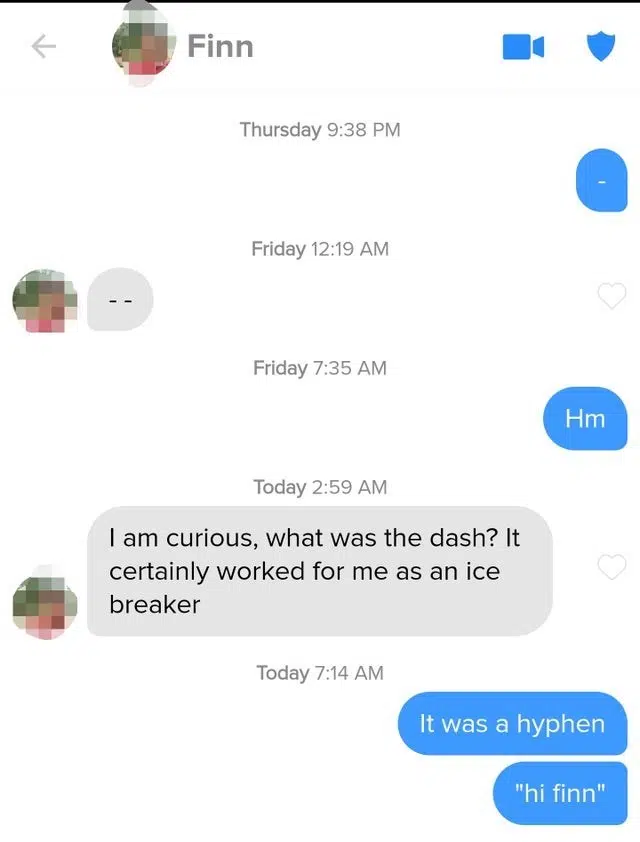 Finn
Thursday 9:38 PM
-
Friday 12:19 AM
- -
Friday 7:35 AM
Hm
Today 2:59 AM
I am curious, what was the dash? It
certainly worked for me as an ice
breaker
Today 7:14 AM
It was a hyphen
"hi finn"